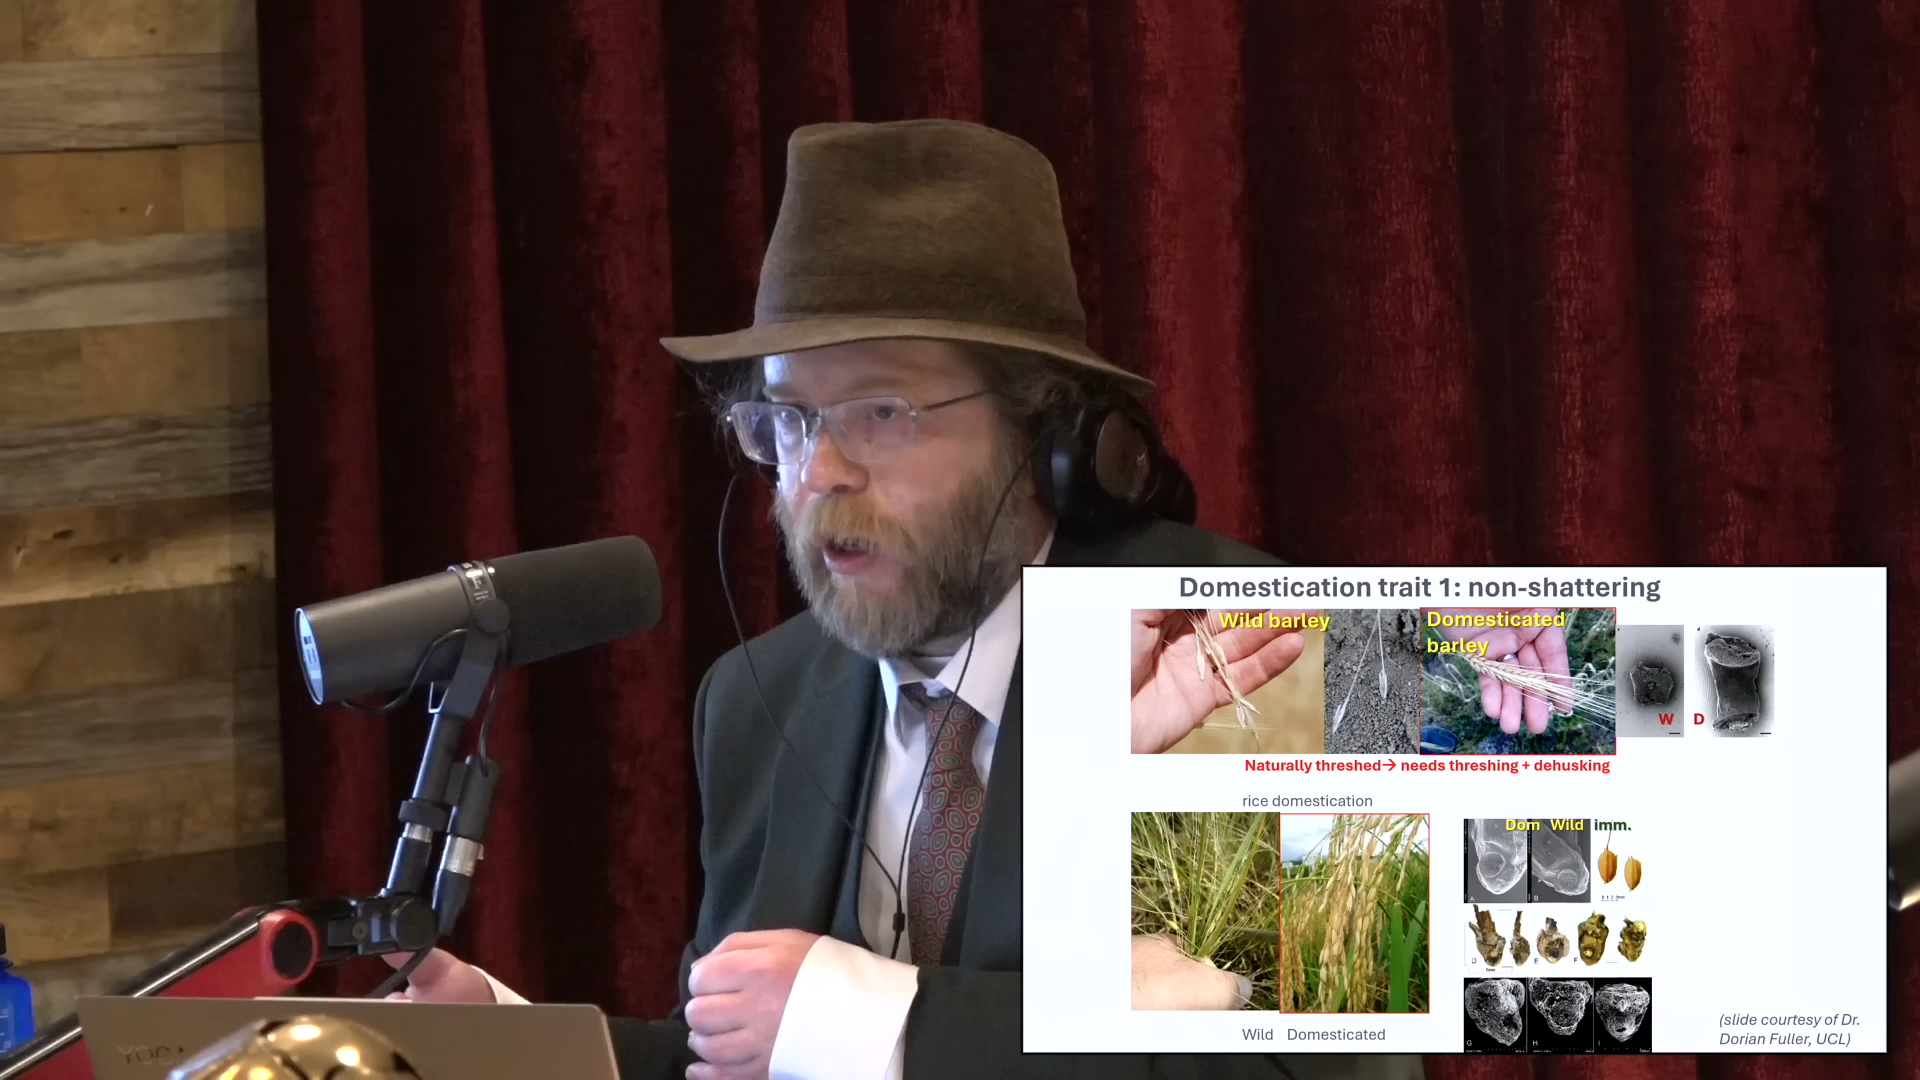 Domestication trait 1: non-shattering
Wild barley
Domesticated
barley
W D
Naturally threshed→ needs threshing + dehusking
rice domestication
Dom Wild imm.
A B
D E F
G H I
Wild Domesticated
(slide courtesy of Dr.
Dorian Fuller, UCL)
YOGA